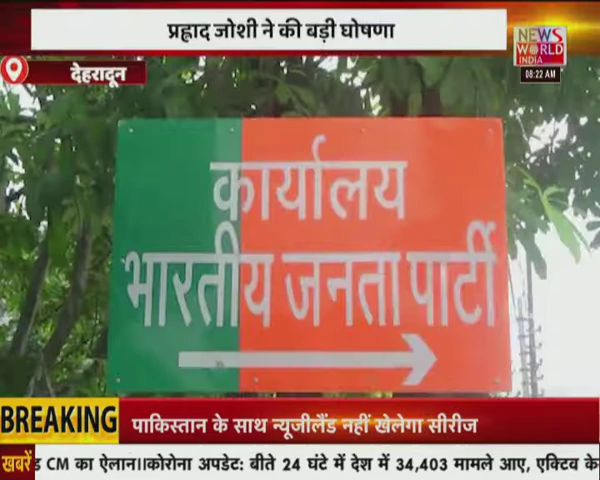 प्रह्लाद जोशी ने की बड़ी घोषणा
NEWS
WORLD
INDIA
08:22 AM
देहरादून
कार्यालय
भारतीय जनता पार्टी
BREAKING
पाकिस्तान के साथ न्यूजीलैंड नहीं खेलेगा सीरीज
खबरें
CM का ऐलान।।कोरोना अपडेट: बीते 24 घंटे में देश में 34,403 मामले आए, एक्टिव के